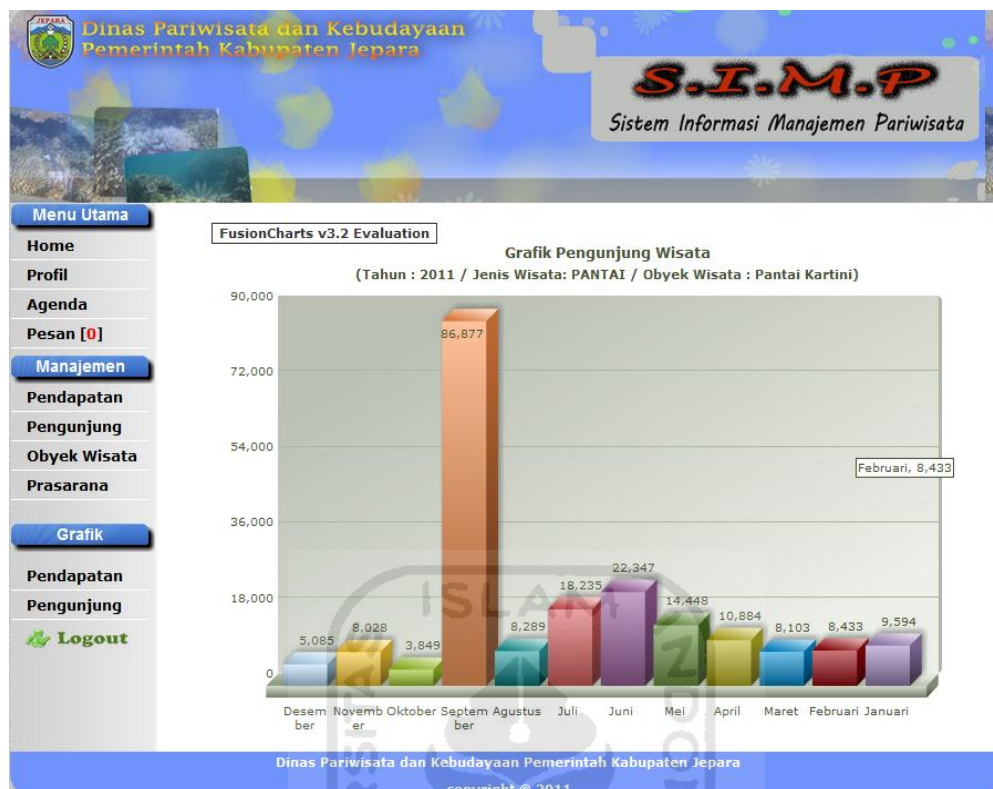 JEPARA
Dinas Pariwisata dan Kebudayaan
Pemerintah Kabupaten Jepara
S.I.M.P
Sistem Informasi Manajemen Pariwisata
Menu Utama
Home
Profil
Agenda
Pesan [0]
Manajemen
Pendapatan
Pengunjung
Obyek Wisata
Prasarana
Grafik
Pendapatan
Pengunjung
Logout
FusionCharts v3.2 Evaluation
Grafik Pengunjung Wisata
(Tahun : 2011 / Jenis Wisata: PANTAI / Obyek Wisata : Pantai Kartini)
90,000
72,000
54,000
36,000
18,000
0
5,085
8,028
3,849
86,877
8,289
18,235
22,347
14,448
10,884
8,103
8,433
9,594
Februari, 8,433
Desem
ber
Novemb
er
Oktober
Septem
ber
Agustus
Juli
Juni
Mei
April
Maret
Februari
Januari
ISLAM
Dinas Pariwisata dan Kebudayaan Pemerintah Kabupaten Jepara
copyright © 2011